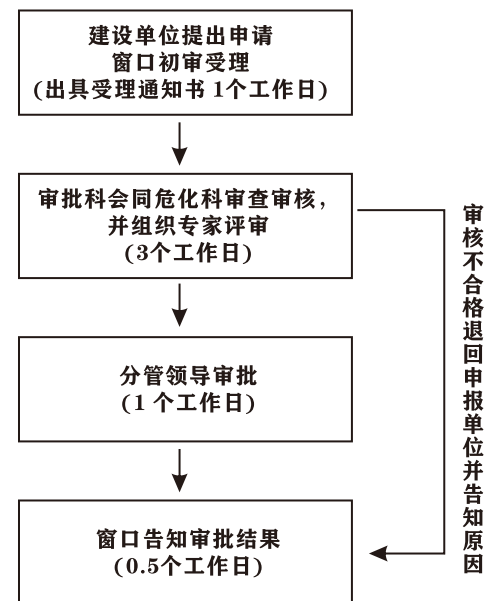 建设单位提出申请
窗口初审受理
(出具受理通知书 1个工作日)
审批科会同危化科审查审核,
并组织专家评审
(3个工作日)
分管领导审批
(1 个工作日)
窗口告知审批结果
(0.5个工作日)
审核不合格退回申报单位并告知原因